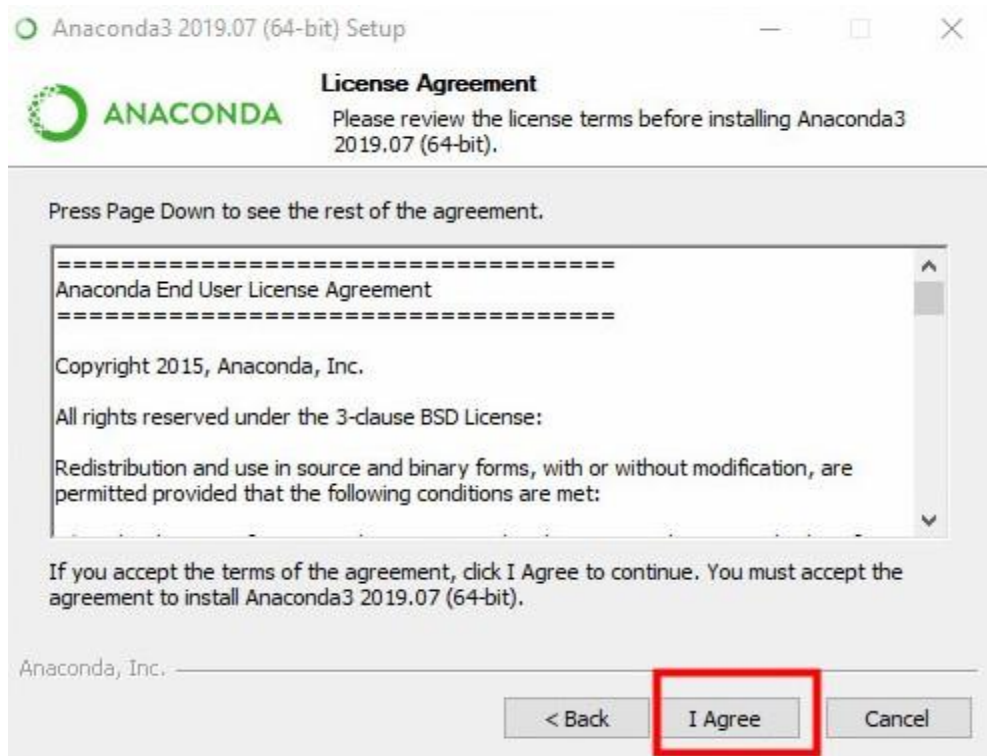 Anaconda3 2019.07 (64-bit) Setup
ANACONDA
License Agreement
Please review the license terms before installing Anaconda3
2019.07 (64-bit).
Press Page Down to see the rest of the agreement.
===================================
Anaconda End User License Agreement
===================================
Copyright 2015, Anaconda, Inc.
All rights reserved under the 3-clause BSD License:
Redistribution and use in source and binary forms, with or without modification, are
permitted provided that the following conditions are met:
If you accept the terms of the agreement, click I Agree to continue. You must accept the
agreement to install Anaconda3 2019.07 (64-bit).
Anaconda, Inc.
< Back
I Agree
Cancel